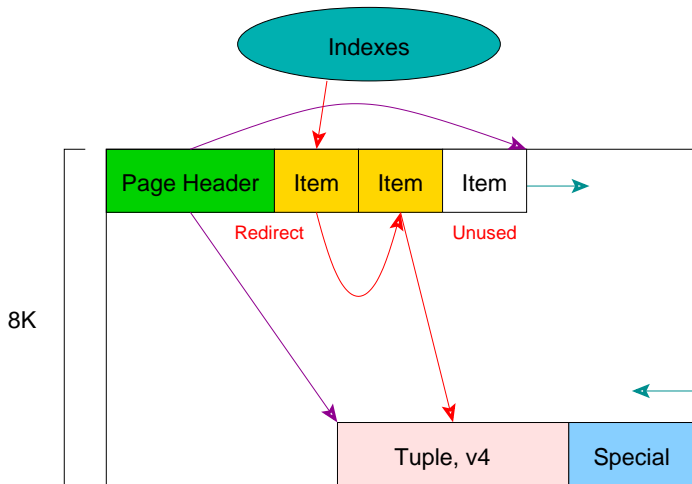 Indexes
Page Header Item Item Item
Redirect Unused
8K
Tuple, v4 Special